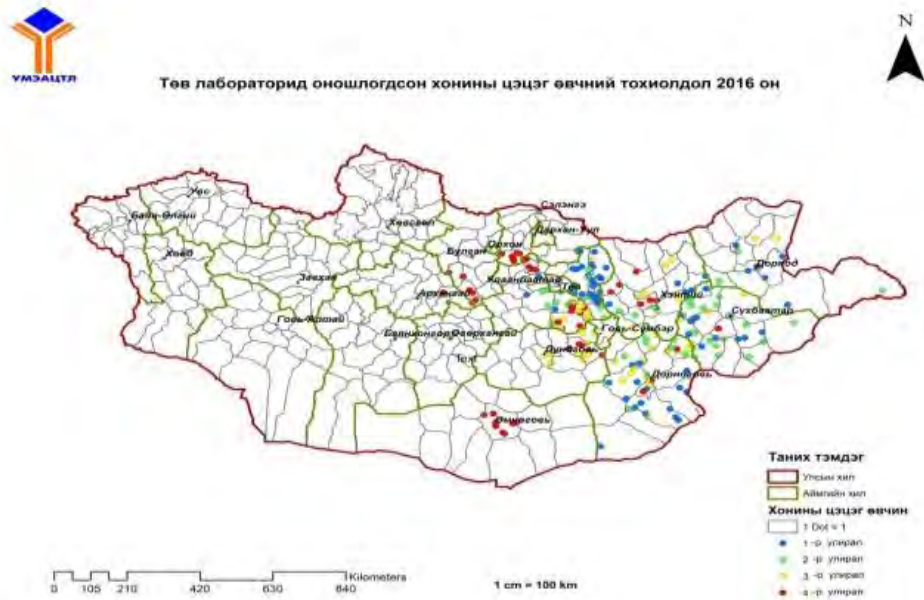 УМЭАЦТЛ
N
Төв лабораторид оношлогдсон хонины цэцэг өвчний тохиолдол 2016 он
Сэлэнгэ
Увс
Баян-Өлгий
Хөвсгөл
Дархан-Уул
Орхон
Булган
Ховд
Дорнод
Улаанбаатар
Төв
Завхан
Архангай
Хэнтий
Сүхбаатар
Говь-Алтай
Баянхонгор
Өвөрхангай
Говь-Сүмбэр
Дундговь
Дорноговь
Өмнөговь
Таних тэмдэг
Улсын хил
Аймгийн хил
Хонины цэцэг өвчин
1 Dot = 1
1 -р улирал
2 -р улирал
3 -р улирал
4 -р улирал
Kilometers
0 105 210 420 630 840
1 cm = 100 km